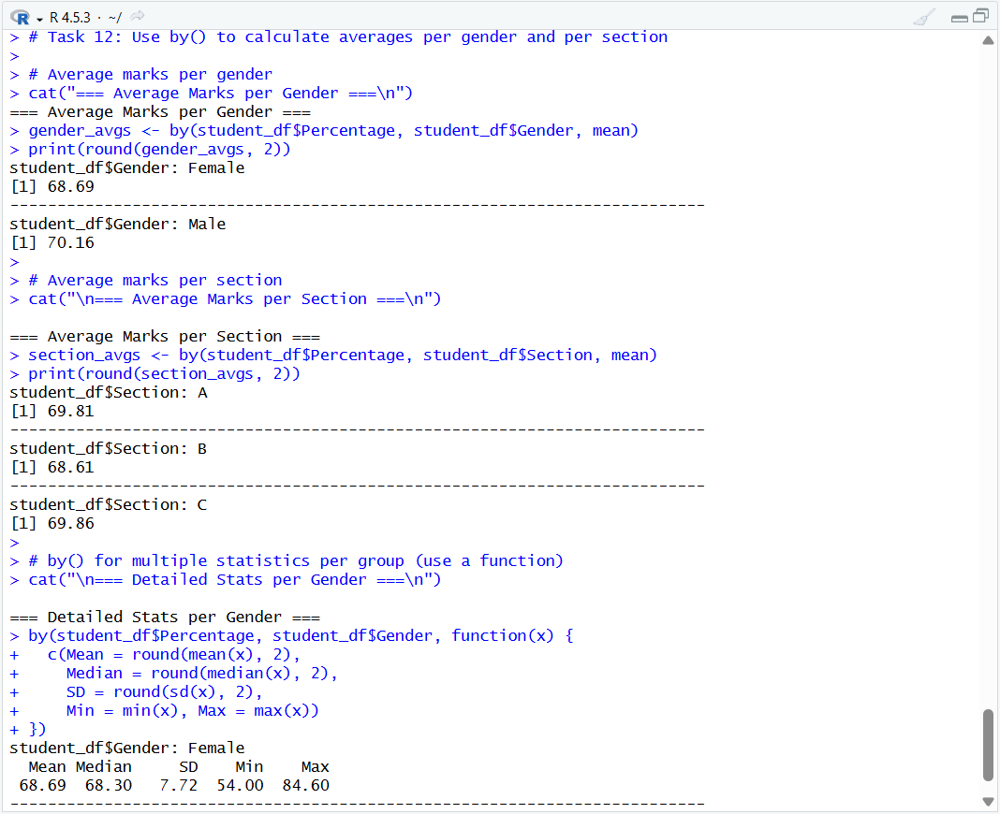 R 4.5.3 · ~/
> # Task 12: Use by() to calculate averages per gender and per section
>
> # Average marks per gender
> cat("=== Average Marks per Gender ===\n")
=== Average Marks per Gender ===
> gender_avgs <- by(student_df$Percentage, student_df$Gender, mean)
> print(round(gender_avgs, 2))
student_df$Gender: Female
[1] 68.69
--------------------------------------------------------------------------
student_df$Gender: Male
[1] 70.16
>
> # Average marks per section
> cat("\n=== Average Marks per Section ===\n")

=== Average Marks per Section ===
> section_avgs <- by(student_df$Percentage, student_df$Section, mean)
> print(round(section_avgs, 2))
student_df$Section: A
[1] 69.81
--------------------------------------------------------------------------
student_df$Section: B
[1] 68.61
--------------------------------------------------------------------------
student_df$Section: C
[1] 69.86
>
> # by() for multiple statistics per group (use a function)
> cat("\n=== Detailed Stats per Gender ===\n")

=== Detailed Stats per Gender ===
> by(student_df$Percentage, student_df$Gender, function(x) {
+   c(Mean = round(mean(x), 2),
+     Median = round(median(x), 2),
+     SD = round(sd(x), 2),
+     Min = min(x), Max = max(x))
+ })
student_df$Gender: Female
  Mean Median     SD    Min    Max
 68.69  68.30   7.72  54.00  84.60
--------------------------------------------------------------------------